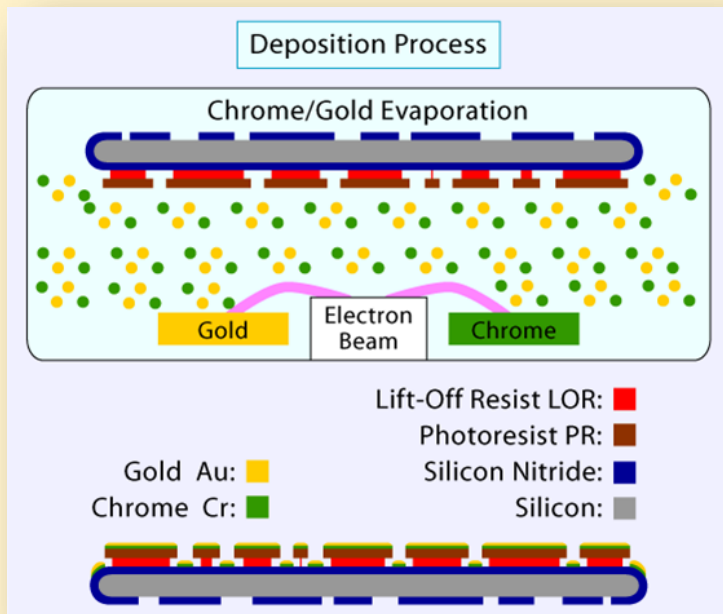 Deposition Process
Chrome/Gold Evaporation
Gold
Electron
Beam
Chrome
Lift-Off Resist LOR:
Photoresist PR:
Gold Au:
Silicon Nitride:
Chrome Cr:
Silicon: